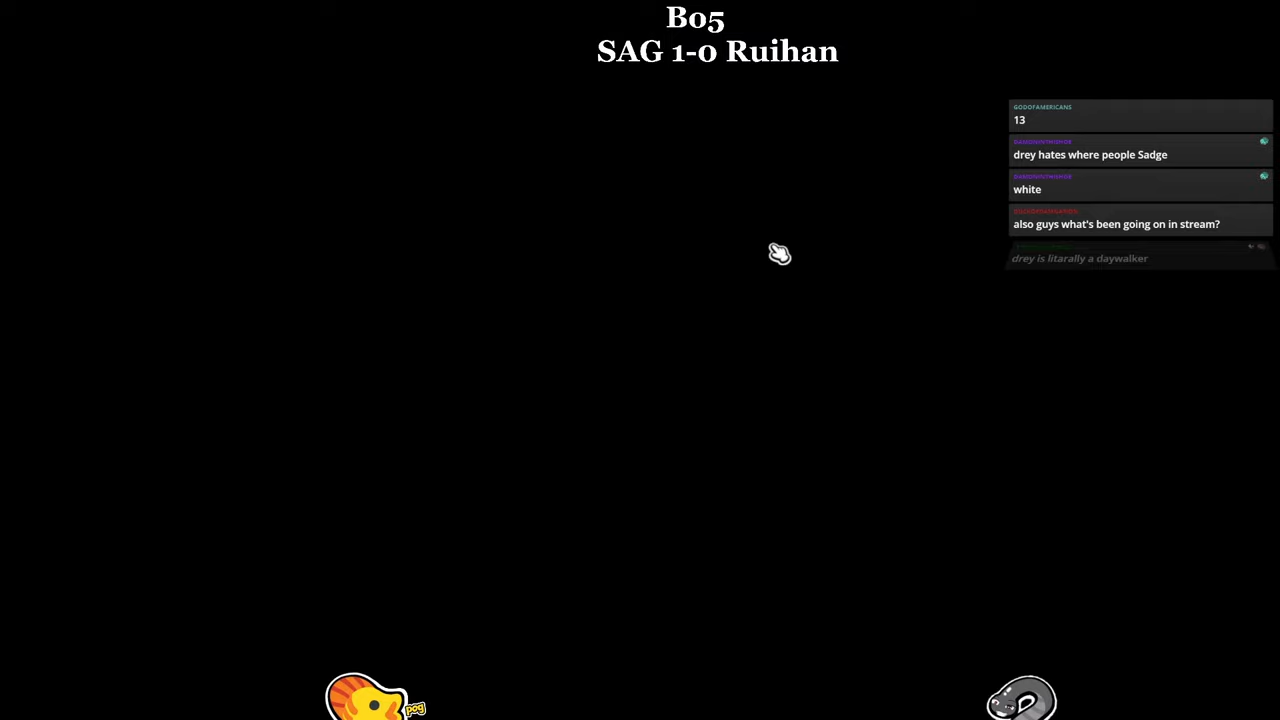 Bo5
SAG 1-0 Ruihan
GODOFAMERICANS
13
drey hates where people Sadge
white
also guys what's been going on in stream?
drey is litarally a daywalker
pog